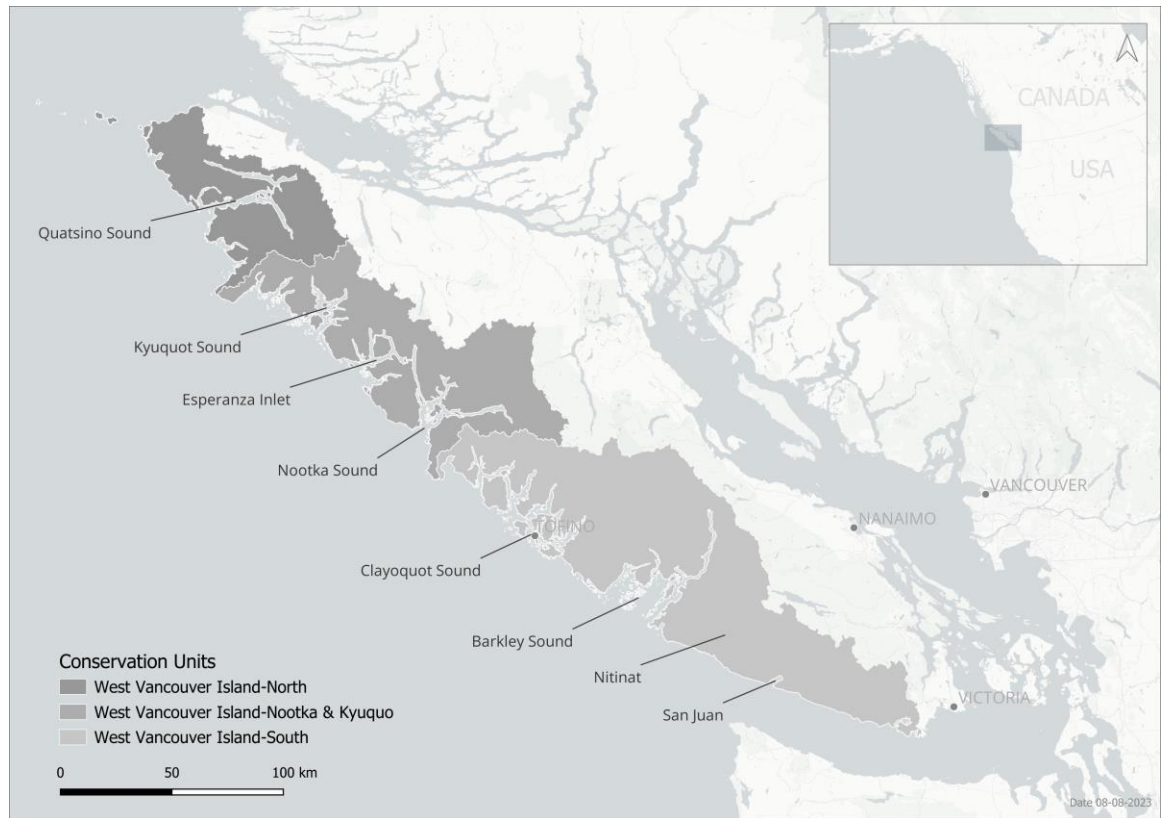 CANADA
USA
Quatsino Sound
Kyuquot Sound
Esperanza Inlet
Nootka Sound
VANCOUVER
NANAIMO
TOFINO
Clayoquot Sound
Barkley Sound
Nitinat
San Juan
VICTORIA
Conservation Units
West Vancouver Island-North
West Vancouver Island-Nootka & Kyuquo
West Vancouver Island-South
0 50 100 km
Date 08-08-2023